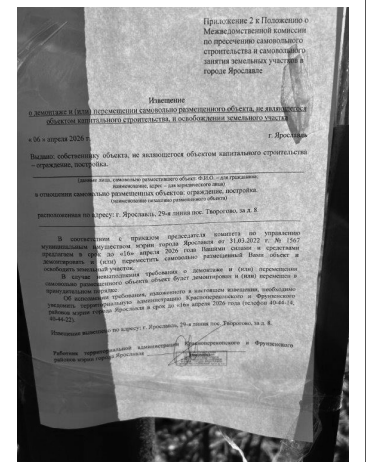 Приложение 2 к Положению о
Межведомственной комиссии
по пресечению самовольного
строительства и самовольного
занятия земельных участков в
городе Ярославле
Извещение
о демонтаже и (или) перемещении самовольно размещенного объекта, не являющегося
объектом капитального строительства, и освобождении земельного участка
« 06 » апреля 2026 г.
г. Ярославль
Выдано: собственнику объекта, не являющегося объектом капитального строительства
– ограждение, постройка.
(данные лица, самовольно разместившего объект Ф.И.О. – для гражданина;
наименование, адрес – для юридического лица)
в отношении самовольно размещенных объектов: ограждение, постройка.
(наименование незаконно размещенного объекта)
расположенного по адресу: г. Ярославль, 29-я линия пос. Творогово, за д. 8
В соответствии с приказом председателя комитета по управлению
муниципальным имуществом мэрии города Ярославля от 31.03.2022 г. № 1567
предлагаем в срок до «16» апреля 2026 года Вашими силами и средствами
демонтировать и (или) переместить самовольно размещенный Вами объект и
освободить земельный участок.
В случае невыполнения требования о демонтаже и (или) перемещении
самовольно размещенного объекта объект будет демонтирован и (или) перемещен в
принудительном порядке.
Об исполнении требования, изложенного в настоящем извещении, необходимо
уведомить территориальную администрацию Красноперекопского и Фрунзенского
районов мэрии города Ярославля в срок до «16» апреля 2026 года (телефон 40-44-24,
40-44-22).
Извещение вывешено по адресу: г. Ярославль, 29-я линия пос. Творогово, за д. 8.
Работник территориальной администрации Красноперекопского и Фрунзенского
районов мэрии города Ярославля